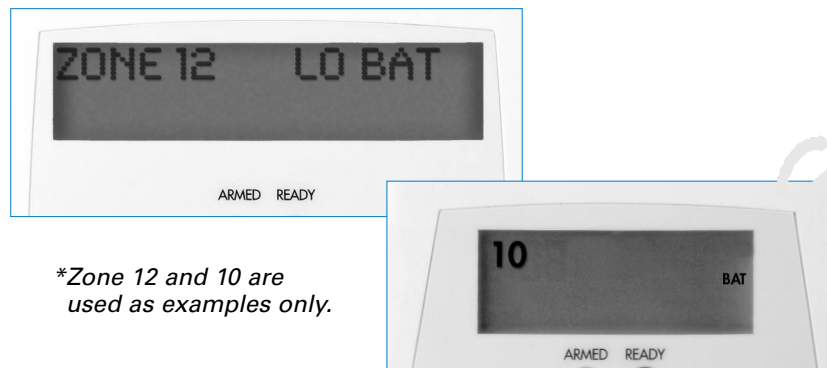 ZONE 12 LO BAT
ARMED READY
*Zone 12 and 10 are
used as examples only.
10
BAT
ARMED READY